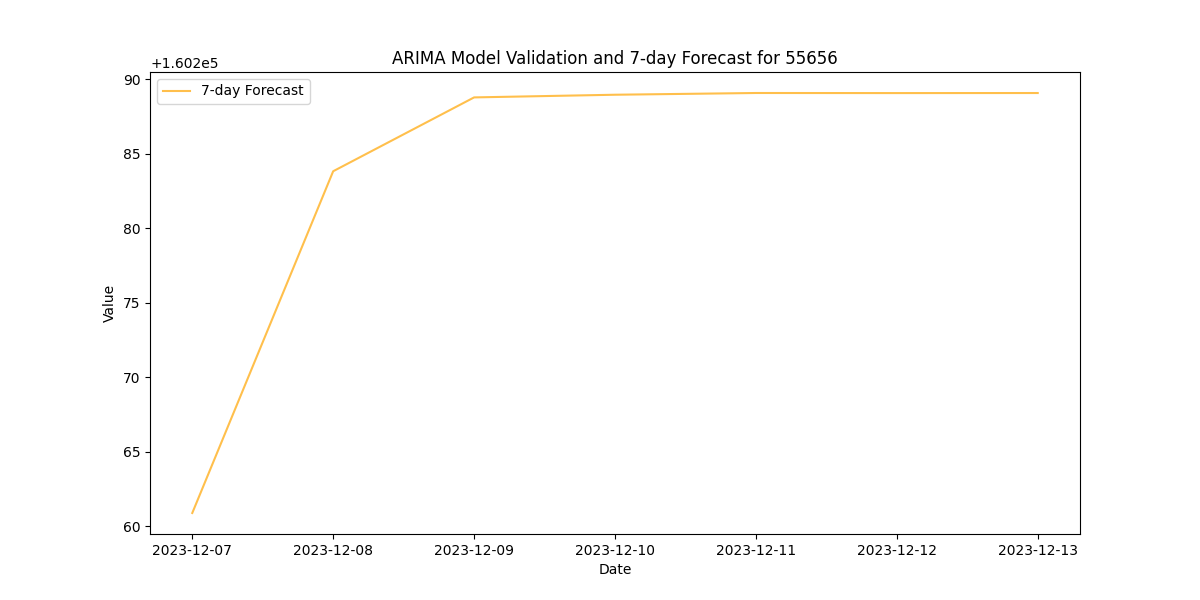 ARIMA Model Validation and 7-day Forecast for 55656
+1.602e5
7-day Forecast
90
85
80
75
70
65
60
Value
2023-12-07 2023-12-08 2023-12-09 2023-12-10 2023-12-11 2023-12-12 2023-12-13
Date